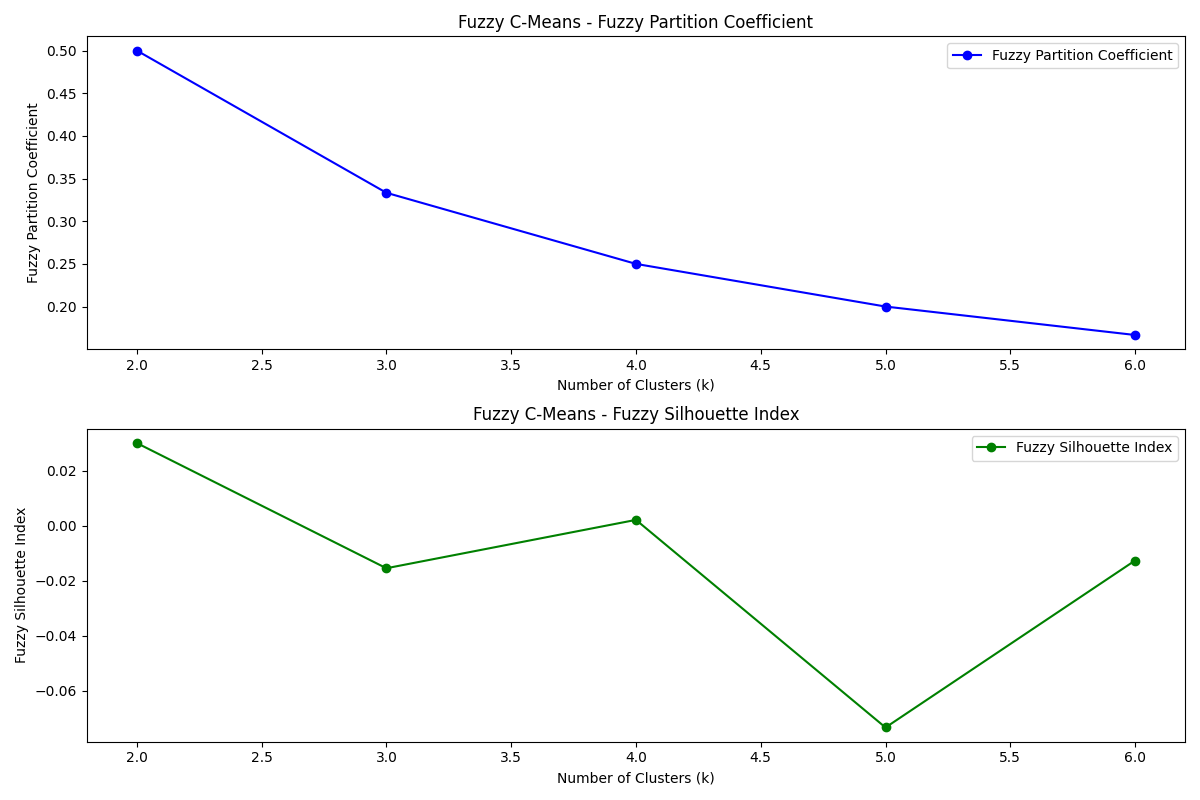 Fuzzy C-Means - Fuzzy Partition Coefficient
Fuzzy Partition Coefficient
Fuzzy Partition Coefficient
0.50
0.45
0.40
0.35
0.30
0.25
0.20
2.0 2.5 3.0 3.5 4.0 4.5 5.0 5.5 6.0
Number of Clusters (k)
Fuzzy C-Means - Fuzzy Silhouette Index
Fuzzy Silhouette Index
Fuzzy Silhouette Index
0.02
0.00
−0.02
−0.04
−0.06
2.0 2.5 3.0 3.5 4.0 4.5 5.0 5.5 6.0
Number of Clusters (k)